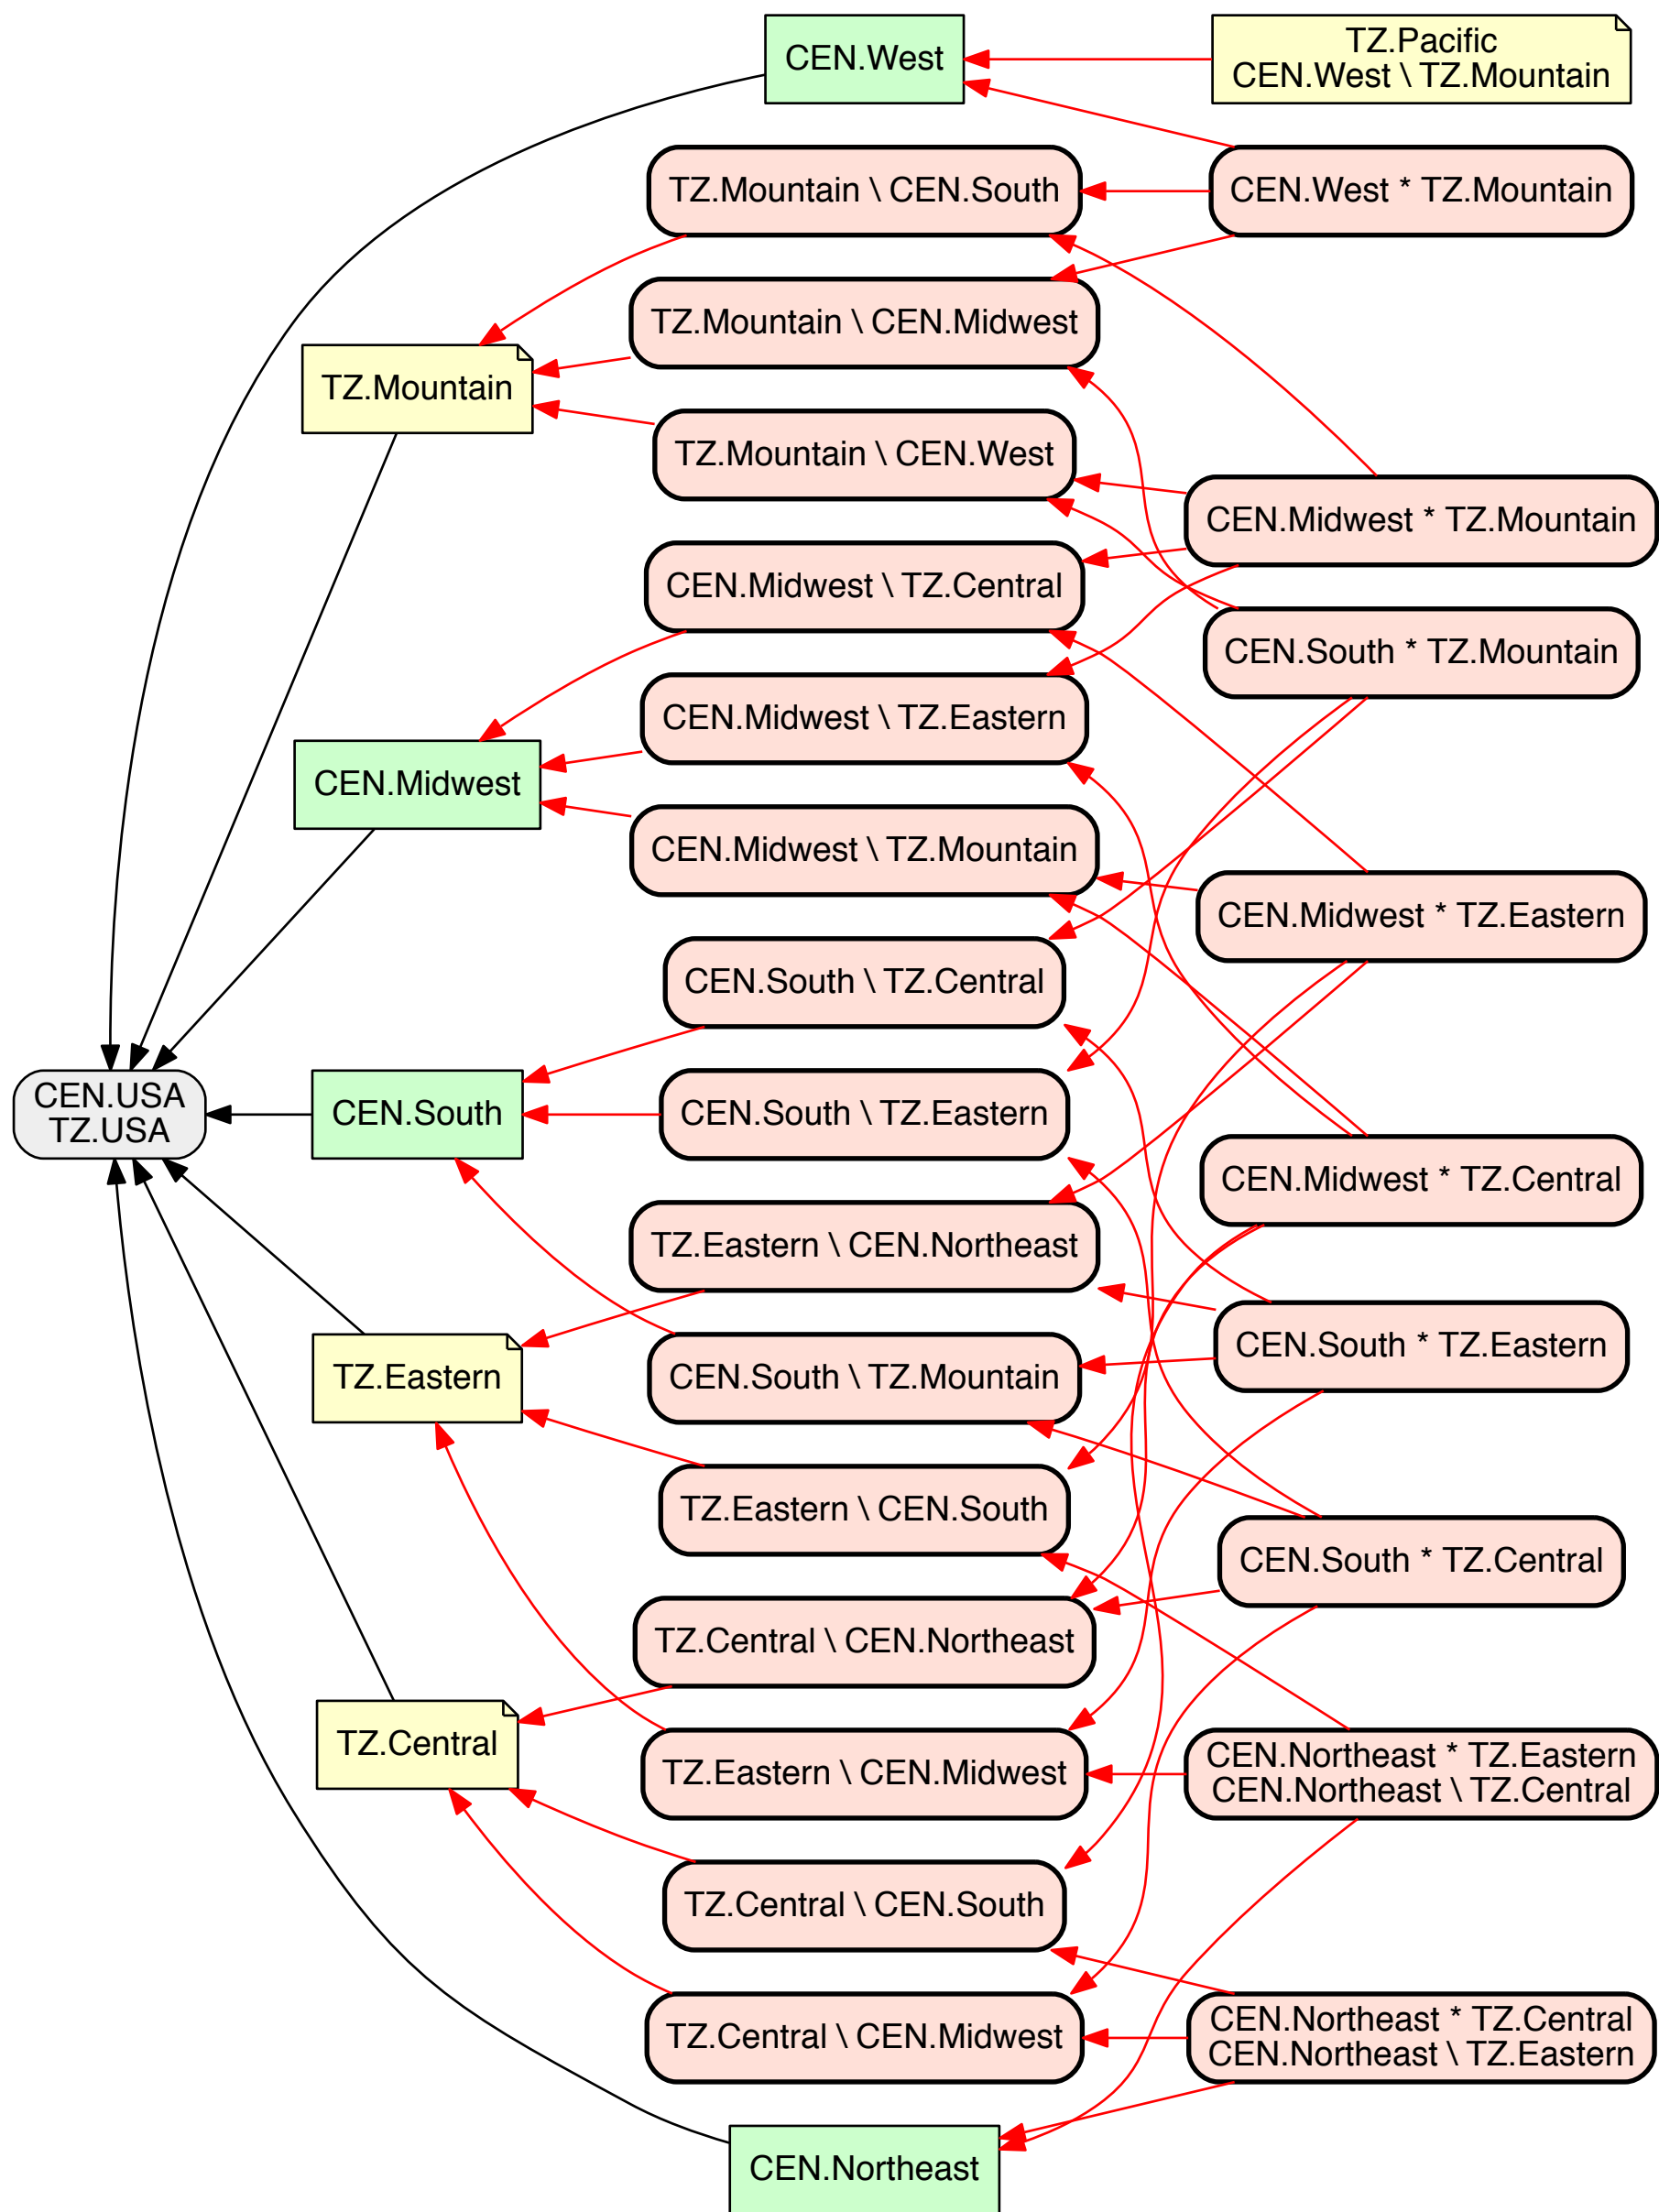 CEN.West
TZ.Pacific
CEN.West \ TZ.Mountain
TZ.Mountain \ CEN.South
CEN.West * TZ.Mountain
TZ.Mountain \ CEN.Midwest
TZ.Mountain
TZ.Mountain \ CEN.West
CEN.Midwest * TZ.Mountain
CEN.Midwest \ TZ.Central
CEN.South * TZ.Mountain
CEN.Midwest \ TZ.Eastern
CEN.Midwest
CEN.Midwest \ TZ.Mountain
CEN.Midwest * TZ.Eastern
CEN.South \ TZ.Central
CEN.USA
TZ.USA
CEN.South
CEN.South \ TZ.Eastern
CEN.Midwest * TZ.Central
TZ.Eastern \ CEN.Northeast
CEN.South * TZ.Eastern
TZ.Eastern
CEN.South \ TZ.Mountain
TZ.Eastern \ CEN.South
CEN.South * TZ.Central
TZ.Central \ CEN.Northeast
TZ.Central
TZ.Eastern \ CEN.Midwest
CEN.Northeast * TZ.Eastern
CEN.Northeast \ TZ.Central
TZ.Central \ CEN.South
TZ.Central \ CEN.Midwest
CEN.Northeast * TZ.Central
CEN.Northeast \ TZ.Eastern
CEN.Northeast